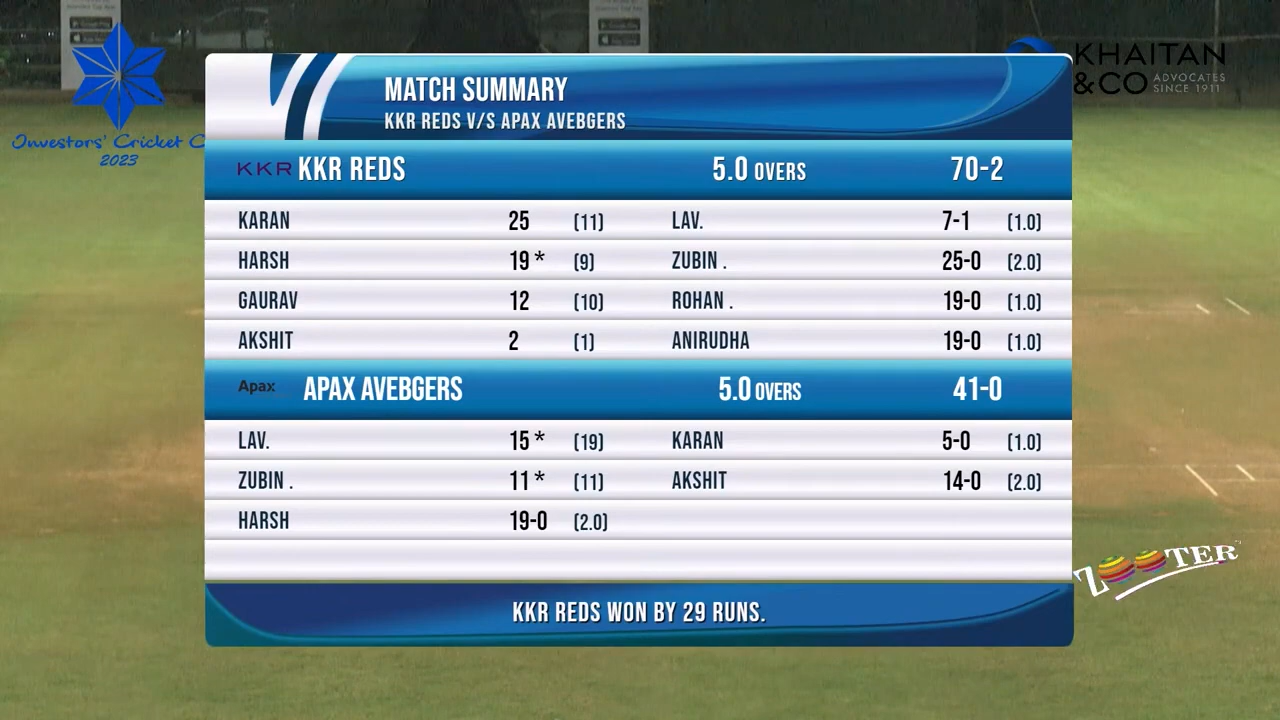 Investors' Cricket C
2023
KHAITAN
& CO ADVOCATES
SINCE 1911
MATCH SUMMARY
KKR REDS V/S APAX AVEBGERS
KKR KKR REDS 5.0 OVERS 70-2
KARAN 25 (11) LAV. 7-1 (1.0)
HARSH 19 * (9) ZUBIN . 25-0 (2.0)
GAURAV 12 (10) ROHAN . 19-0 (1.0)
AKSHIT 2 (1) ANIRUDHA 19-0 (1.0)
Apax APAX AVEBGERS 5.0 OVERS 41-0
LAV. 15 * (19) KARAN 5-0 (1.0)
ZUBIN . 11 * (11) AKSHIT 14-0 (2.0)
HARSH 19-0 (2.0)
KKR REDS WON BY 29 RUNS.
ZOOTER